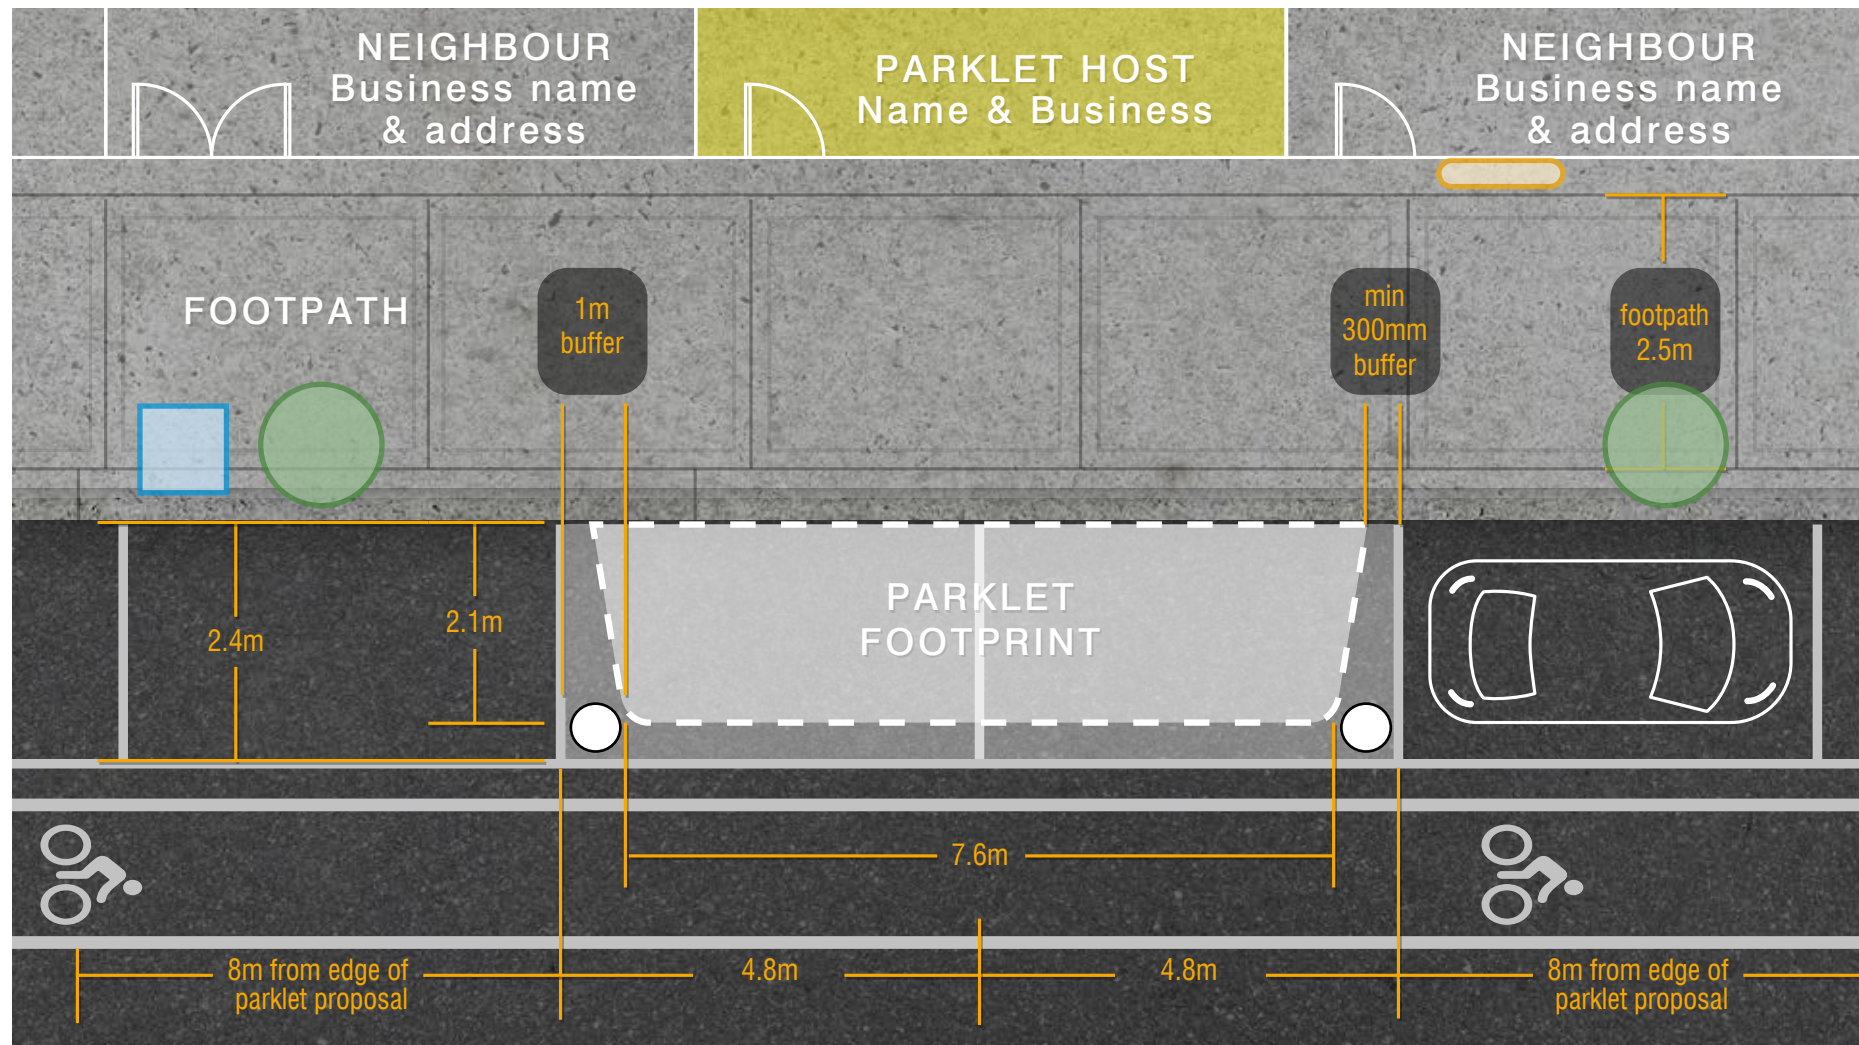 NEIGHBOUR
Business name
& address
PARKLET HOST
Name & Business
NEIGHBOUR
Business name
& address
FOOTPATH
1m
buffer
min
300mm
buffer
footpath
2.5m
PARKLET
FOOTPRINT
2.4m
2.1m
7.6m
8m from edge of
parklet proposal
4.8m
4.8m
8m from edge of
parklet proposal